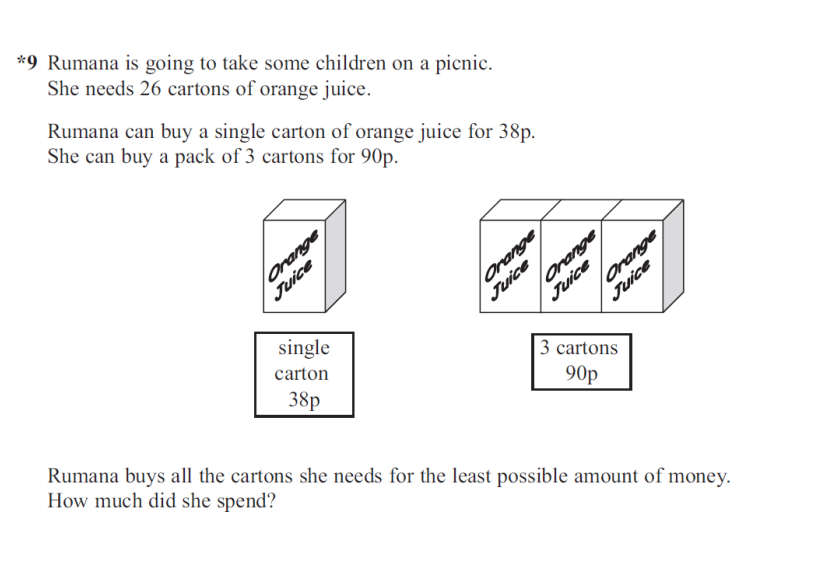 *9 Rumana is going to take some children on a picnic.
She needs 26 cartons of orange juice.
Rumana can buy a single carton of orange juice for 38p.
She can buy a pack of 3 cartons for 90p.
Orange
Juice
Orange
Juice
Orange
Juice
Orange
Juice
single
carton
38p
3 cartons
90p
Rumana buys all the cartons she needs for the least possible amount of money.
How much did she spend?